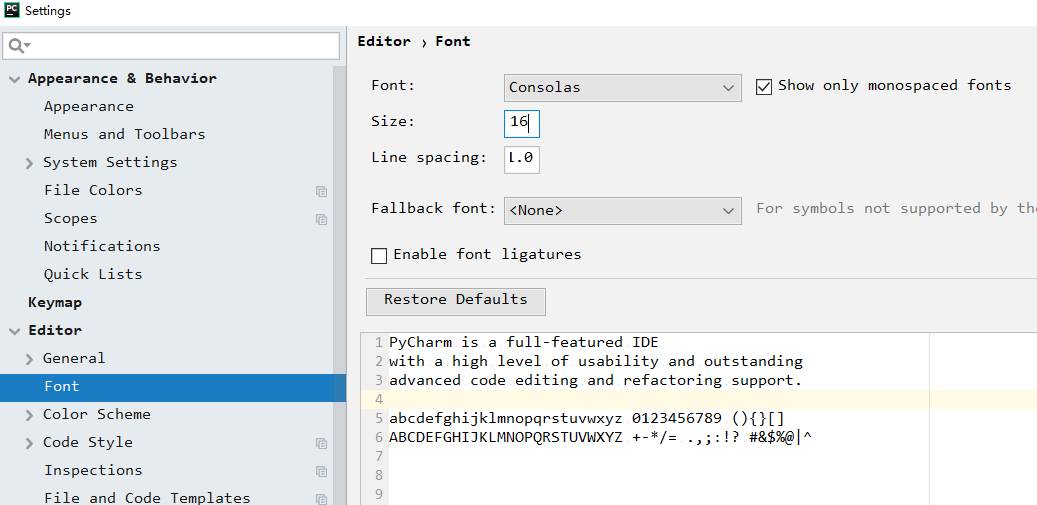 PC Settings
Appearance & Behavior
Appearance
Menus and Toolbars
System Settings
File Colors
Scopes
Notifications
Quick Lists
Keymap
Editor
General
Font
Color Scheme
Code Style
Inspections
File and Code Templates
Editor › Font
Font: Consolas Show only monospaced fonts
Size: 16
Line spacing: 1.0
Fallback font: <None> For symbols not supported by the
Enable font ligatures
Restore Defaults
1 PyCharm is a full-featured IDE
2 with a high level of usability and outstanding
3 advanced code editing and refactoring support.
4
5 abcdefghijklmnopqrstuvwxyz 0123456789 (){}[]
6 ABCDEFGHIJKLMNOPQRSTUVWXYZ +-*/= .,;:!? #&$%@|^
7
8
9